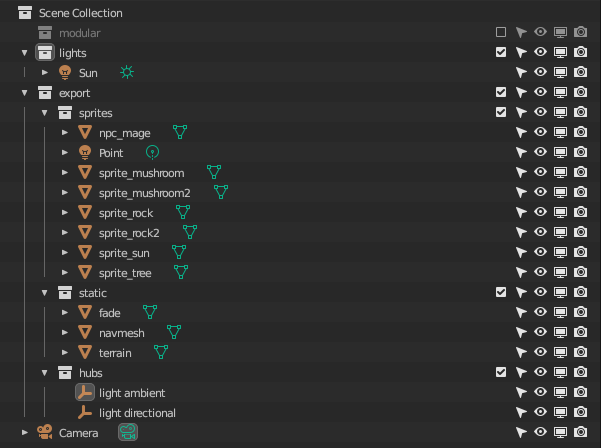 Scene Collection
modular
lights
Sun
export
sprites
npc_mage
Point
sprite_mushroom
sprite_mushroom2
sprite_rock
sprite_rock2
sprite_sun
sprite_tree
static
fade
navmesh
terrain
hubs
light ambient
light directional
Camera